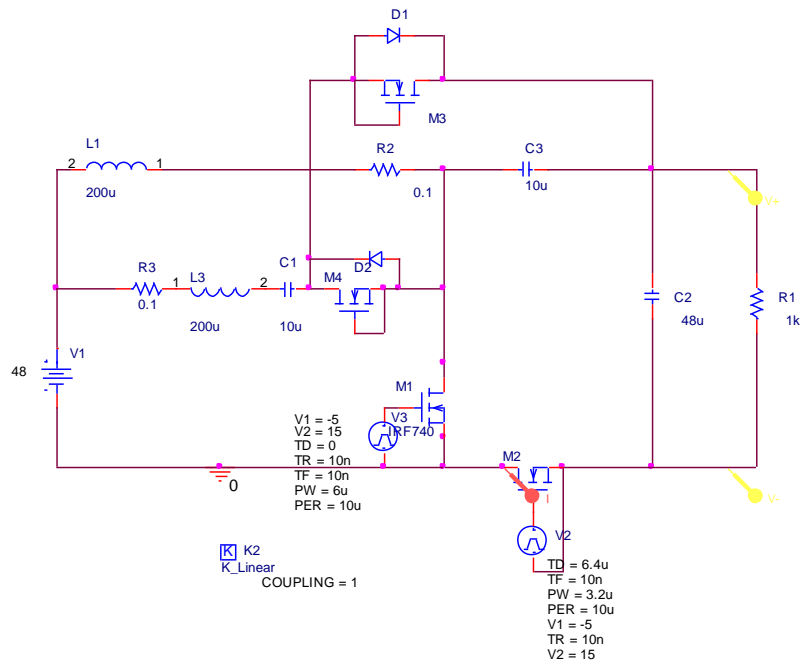 D1
M3
L1
2
1
200u
R2
0.1
C3
10u
V+
R3
0.1
1
L3
2
200u
C1
10u
M4
D2
C2
48u
R1
1k
48
V1
M1
IRF740
V3
V1 = -5
V2 = 15
TD = 0
TR = 10n
TF = 10n
PW = 6u
PER = 10u
0
M2
I
V-
V2
TD = 6.4u
TF = 10n
PW = 3.2u
PER = 10u
V1 = -5
TR = 10n
V2 = 15
K
K2
K_Linear
COUPLING = 1